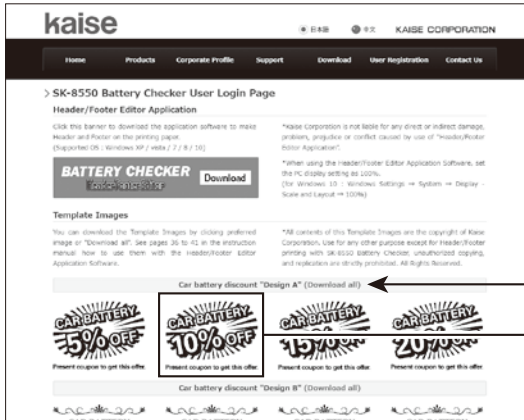 kaise
日本語 中文 KAISE CORPORATION
Home Products Corporate Profile Support Download User Registration Contact Us
SK-8550 Battery Checker User Login Page
Header/Footer Editor Application
Click this banner to download the application software to make
Header and Footer on the printing paper.
(Supported OS : Windows XP / vista / 7 / 8 / 10)
*Kaise Corporation is not liable for any direct or indirect damage,
problem, prejudice or conflict caused by use of "Header/Footer
Editor Application".
*When using the Header/Footer Editor Application Software, set
the PC display setting as 100%.
(for Windows 10 : Windows Settings ⇒ System ⇒ Display -
Scale and Layout ⇒ 100%)
BATTERY CHECKER
Header/Footer Editor
Download
Template Images
You can download the Template Images by clicing preferred
image or "Download all". See pages 36 to 41 in the instruction
manual how to use them with the Header/Footer Editor
Application Software.
*All contents of this Template Images are the copyright of Kaise
Corporation. Use for any other purpose except for Header/Footer
printing with SK-8550 Battery Checker, unauthorized copying,
and replication are strictly prohibited. All Rights Reserved.
Car battery discount "Design A" (Download all)
CAR BATTERY CAR BATTERY CAR BATTERY CAR BATTERY
5% OFF 10% OFF 15% OFF 20% OFF
Present coupon to get this offer. Present coupon to get this offer. Present coupon to get this offer. Present coupon to get this offer.
Car battery discount "Design B" (Download all)